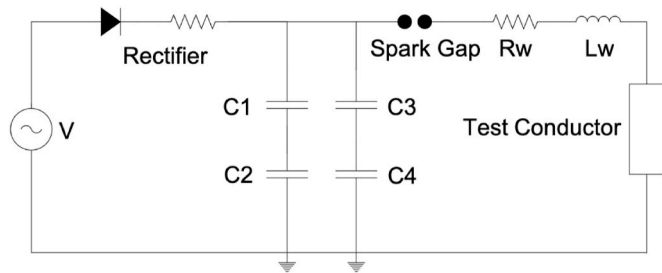 Rectifier
Spark Gap
Rw
Lw
C1
C3
V
Test Conductor
C2
C4